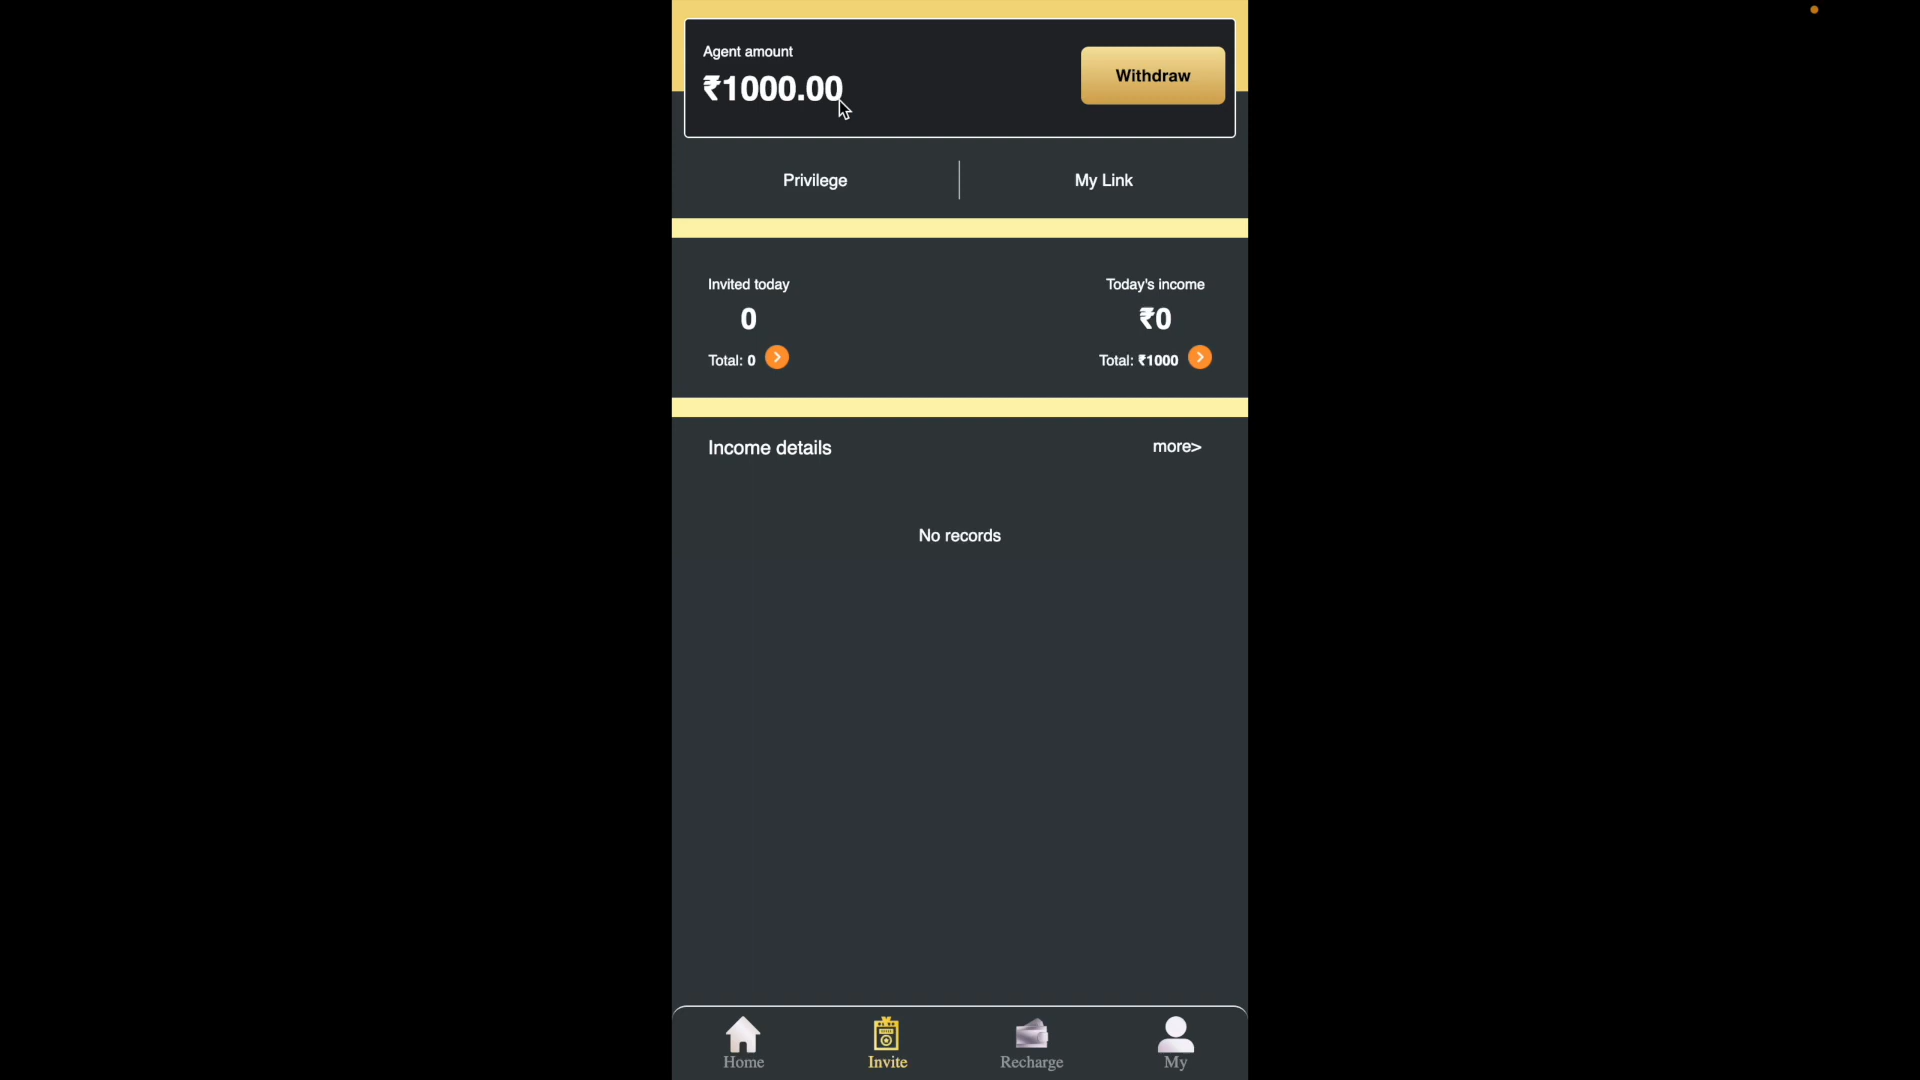 Agent amount
₹1000.00
Withdraw
Privilege
My Link
Invited today
0
Total: 0
Today's income
₹0
Total: ₹1000
Income details
more>
No records
Home
Invite
Recharge
My